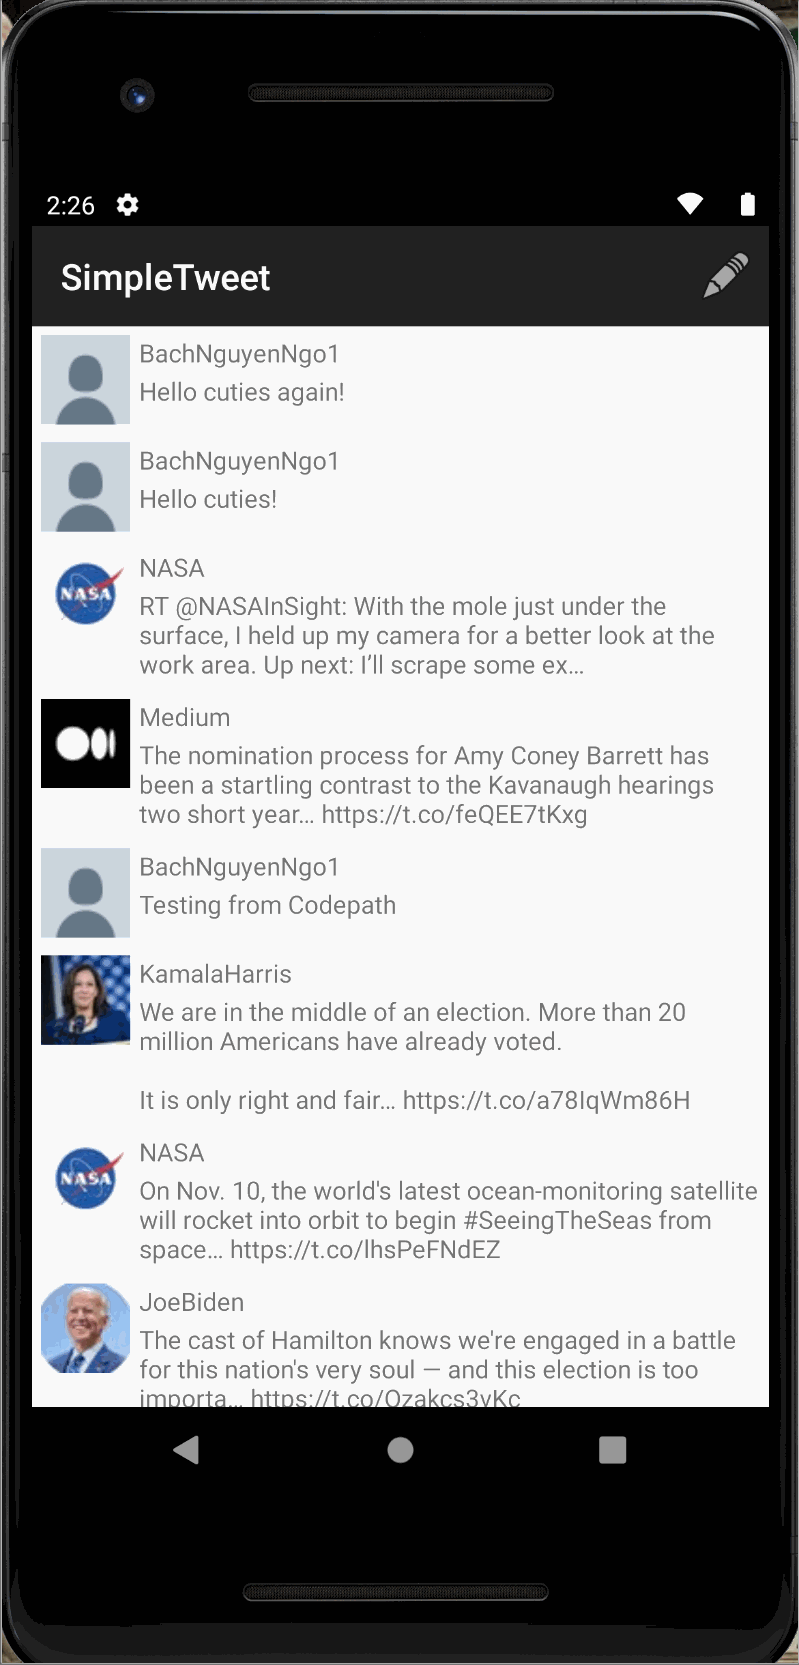 2:26
SimpleTweet
BachNguyenNgo1
Hello cuties again!
BachNguyenNgo1
Hello cuties!
NASA
NASA
RT @NASAInSight: With the mole just under the
surface, I held up my camera for a better look at the
work area. Up next: I’ll scrape some ex…
Medium
The nomination process for Amy Coney Barrett has
been a startling contrast to the Kavanaugh hearings
two short year… https://t.co/feQEE7tKxg
BachNguyenNgo1
Testing from Codepath
KamalaHarris
We are in the middle of an election. More than 20
million Americans have already voted.
It is only right and fair… https://t.co/a78IqWm86H
NASA
NASA
On Nov. 10, the world's latest ocean-monitoring satellite
will rocket into orbit to begin #SeeingTheSeas from
space… https://t.co/lhsPeFNdEZ
JoeBiden
The cast of Hamilton knows we're engaged in a battle
for this nation's very soul — and this election is too
importa… https://t.co/Ozakcs3vKc